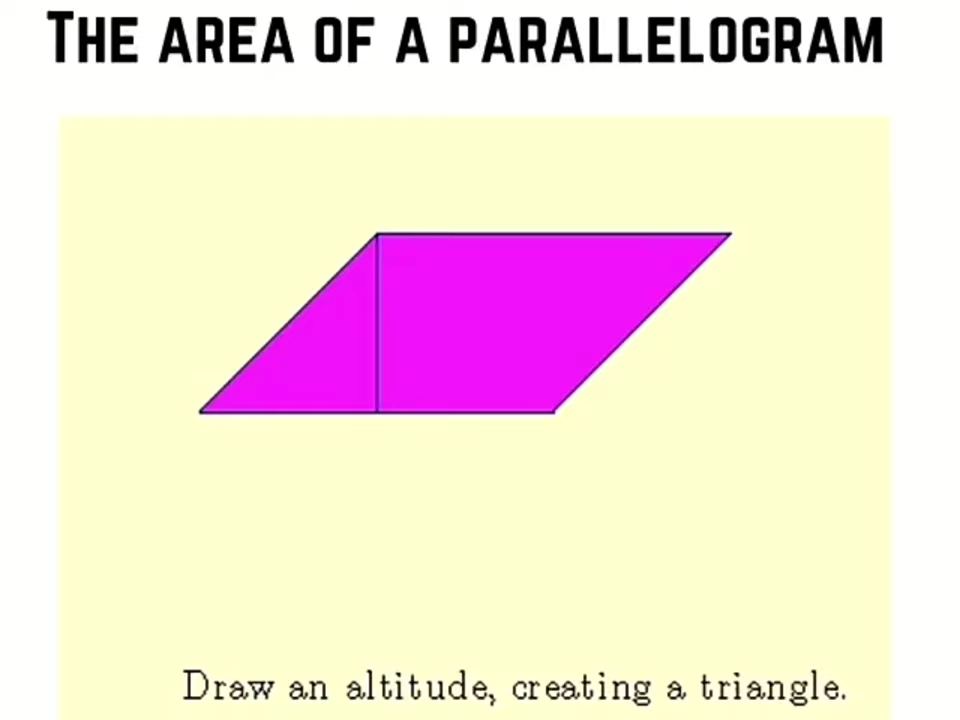 THE AREA OF A PARALLELOGRAM
Draw an altitude, creating a triangle.